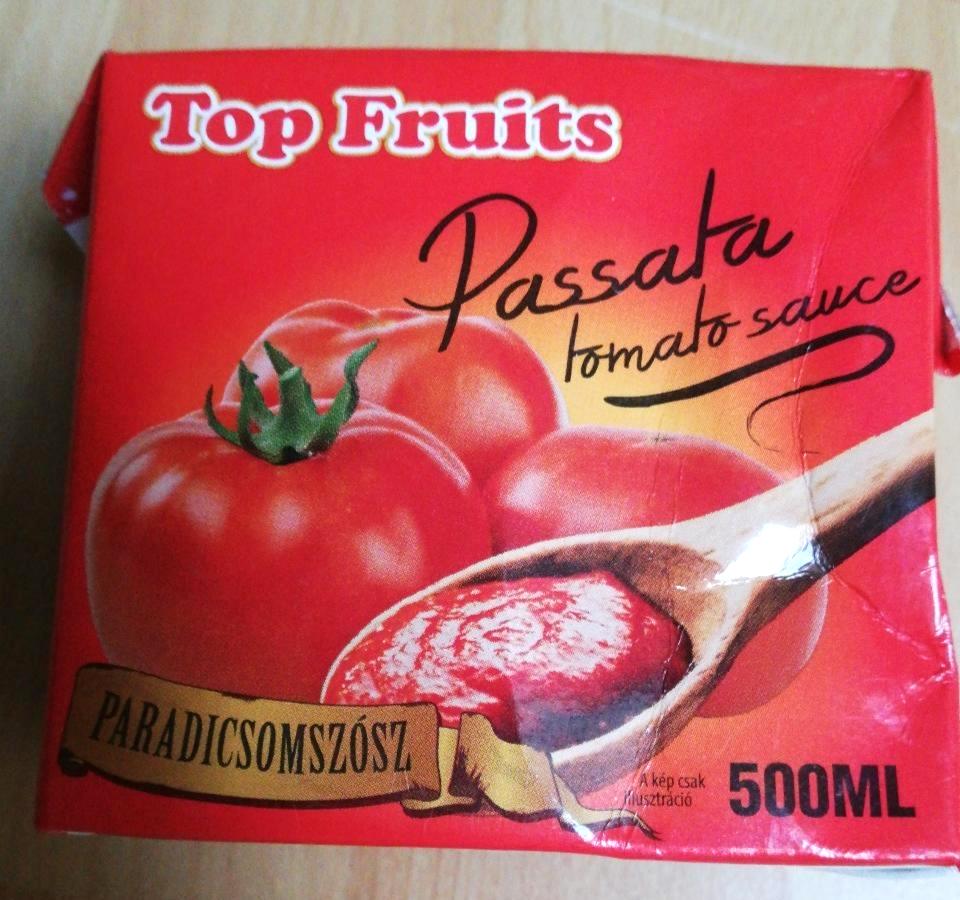 Top Fruits
Passata
tomato sauce
PARADICSOMSZÓSZ
A kép csak
illusztráció
500ML